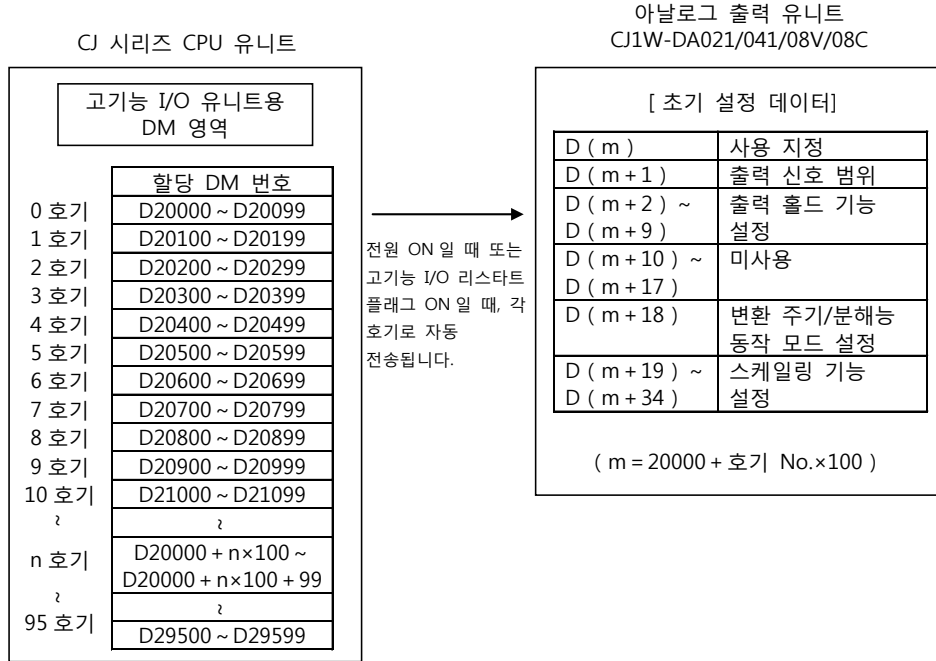 CJ 시리즈 CPU 유니트
고기능 I/O 유니트용
DM 영역
할당 DM 번호
0 호기 D20000 ~ D20099
1 호기 D20100 ~ D20199
2 호기 D20200 ~ D20299
3 호기 D20300 ~ D20399
4 호기 D20400 ~ D20499
5 호기 D20500 ~ D20599
6 호기 D20600 ~ D20699
7 호기 D20700 ~ D20799
8 호기 D20800 ~ D20899
9 호기 D20900 ~ D20999
10 호기 D21000 ~ D21099
~ ~
n 호기 D20000 + n×100 ~
D20000 + n×100 + 99
~ ~
95 호기 D29500 ~ D29599
전원 ON 일 때 또는
고기능 I/O 리스타트
플래그 ON 일 때, 각
호기로 자동
전송됩니다.
아날로그 출력 유니트
CJ1W-DA021/041/08V/08C
[ 초기 설정 데이터]
D ( m ) 사용 지정
D ( m + 1 ) 출력 신호 범위
D ( m + 2 ) ~ 출력 홀드 기능
D ( m + 9 ) 설정
D ( m + 10 ) ~ 미사용
D ( m + 17 )
D ( m + 18 ) 변환 주기/분해능
동작 모드 설정
D ( m + 19 ) ~ 스케일링 기능
D ( m + 34 ) 설정
( m = 20000 + 호기 No.×100 )